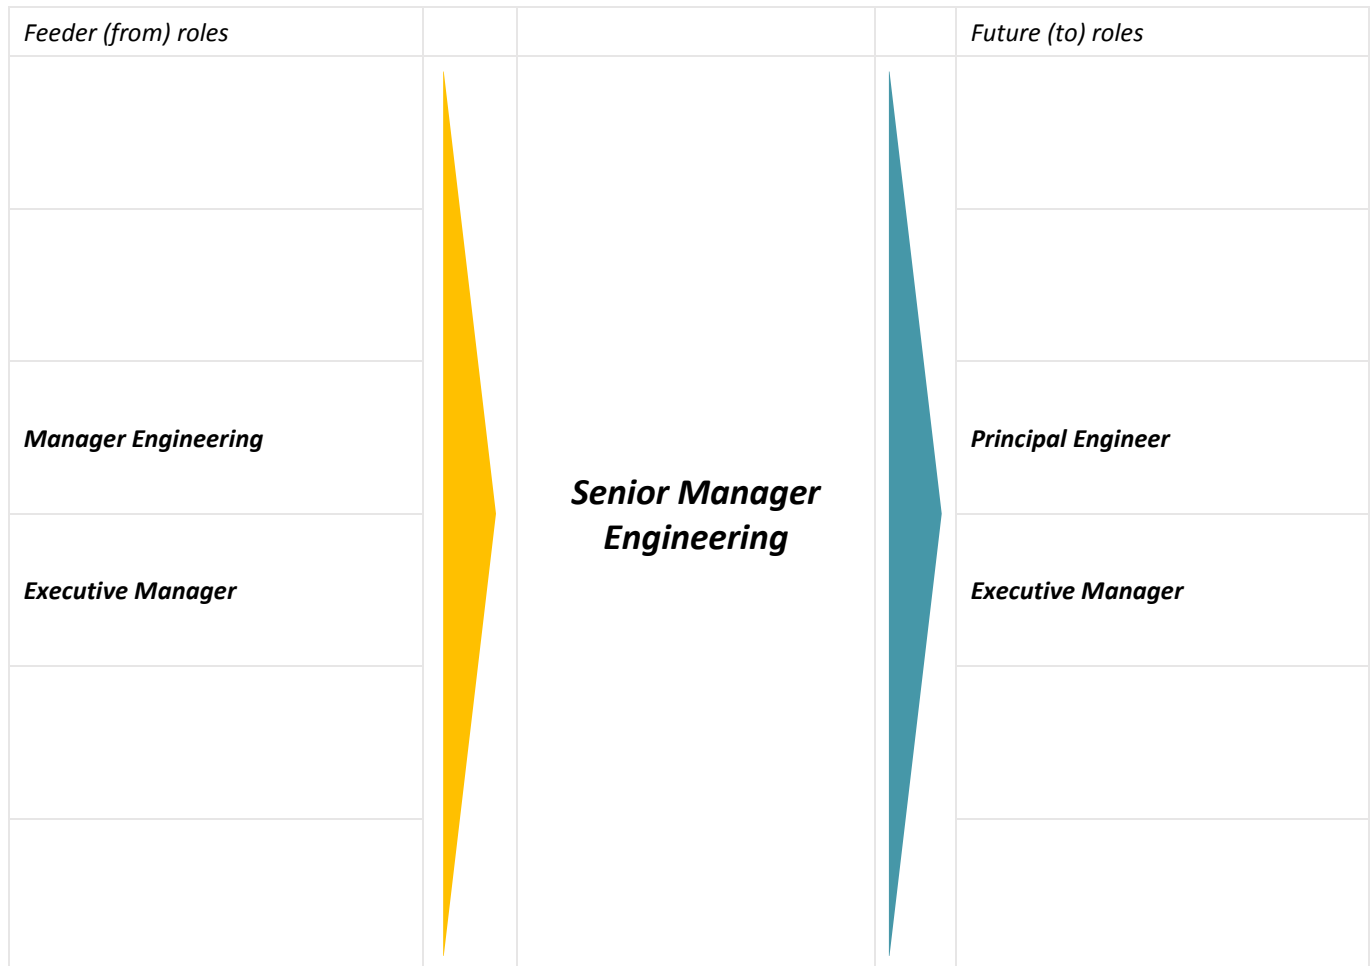 Feeder (from) roles
Future (to) roles
Manager Engineering
Principal Engineer
Senior Manager
Engineering
Executive Manager
Executive Manager